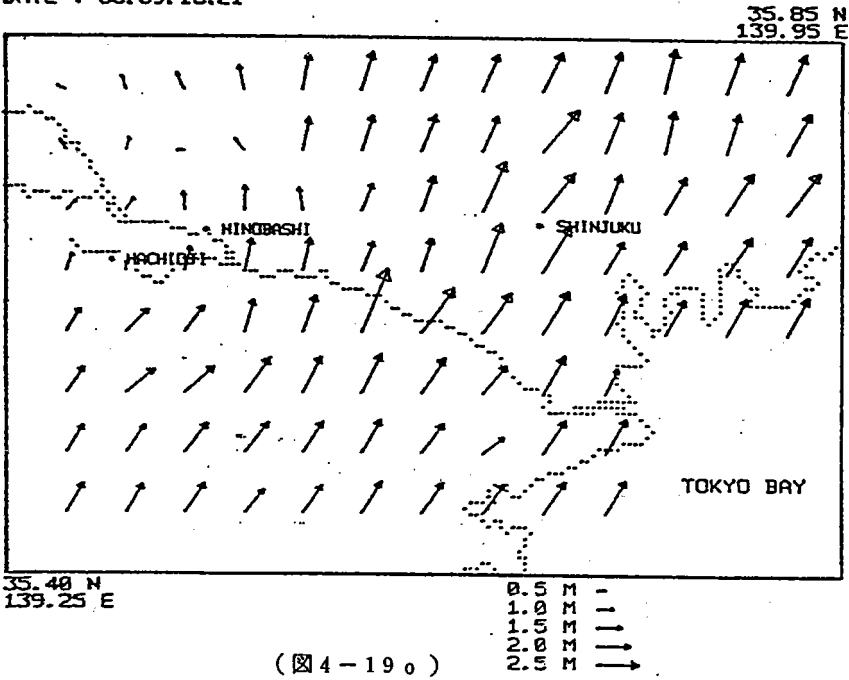 35.85 N
139.95 E
HINOBASHI
SHINJUKU
HACHIOJI
TOKYO BAY
35.40 N
139.25 E
0.5 M
1.0 M
1.5 M
2.0 M
2.5 M
(図4-19o)